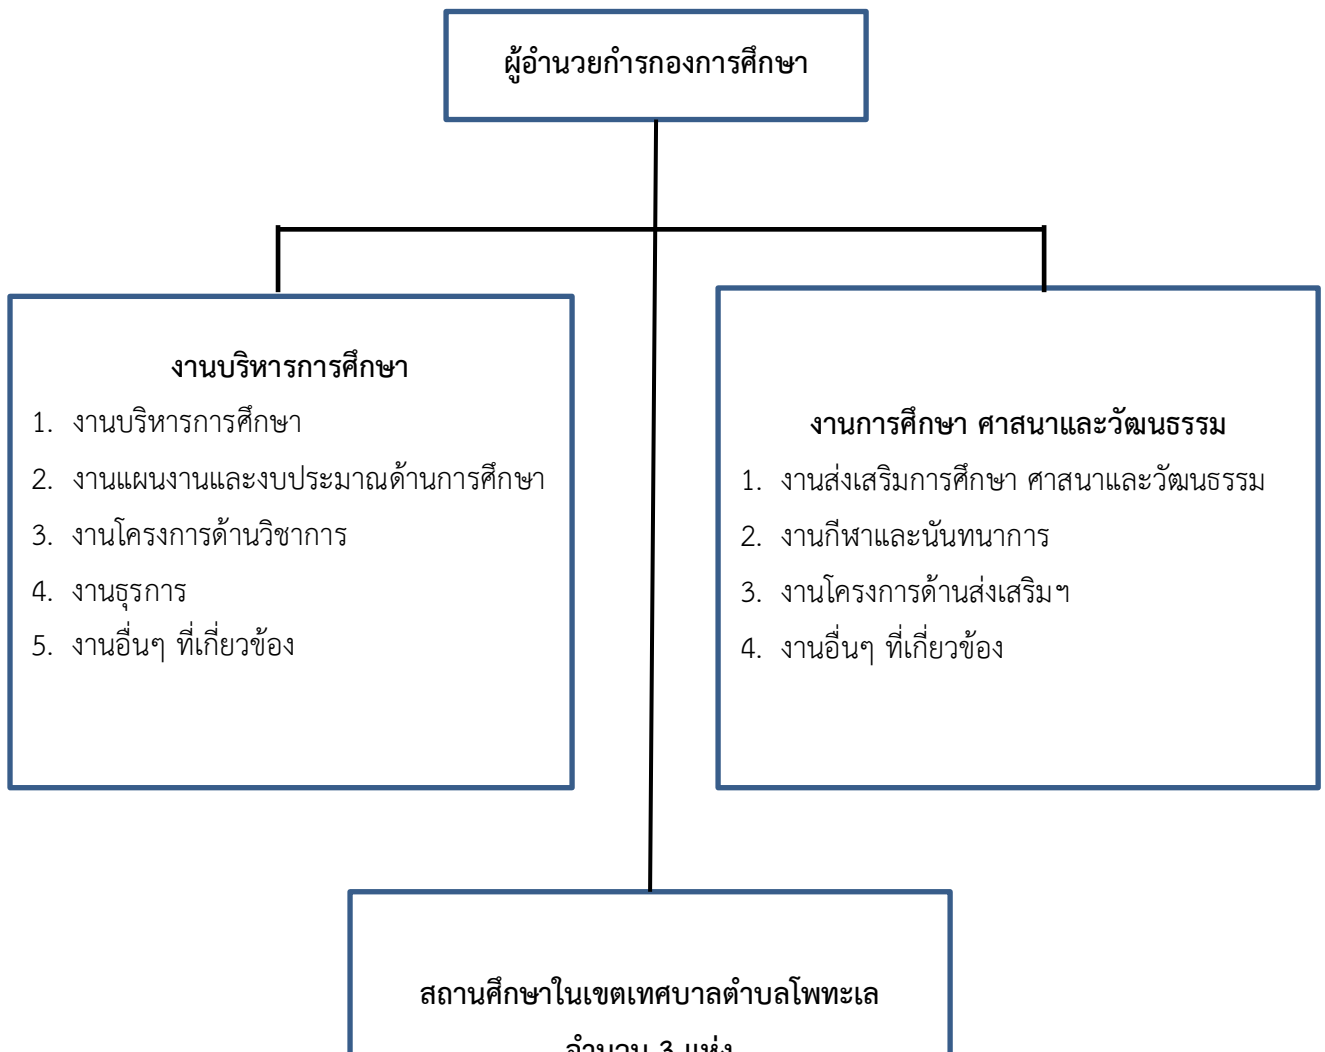 ผู้อำนวยกำรกองการศึกษา
งานบริหารการศึกษา
1. งานบริหารการศึกษา
2. งานแผนงานและงบประมาณด้านการศึกษา
3. งานโครงการด้านวิชาการ
4. งานธุรการ
5. งานอื่นๆ ที่เกี่ยวข้อง
งานการศึกษา ศาสนาและวัฒนธรรม
1. งานส่งเสริมการศึกษา ศาสนาและวัฒนธรรม
2. งานกีฬาและนันทนาการ
3. งานโครงการด้านส่งเสริมฯ
4. งานอื่นๆ ที่เกี่ยวข้อง
สถานศึกษาในเขตเทศบาลตำบลโพทะเล
จำนวน 3 แห่ง